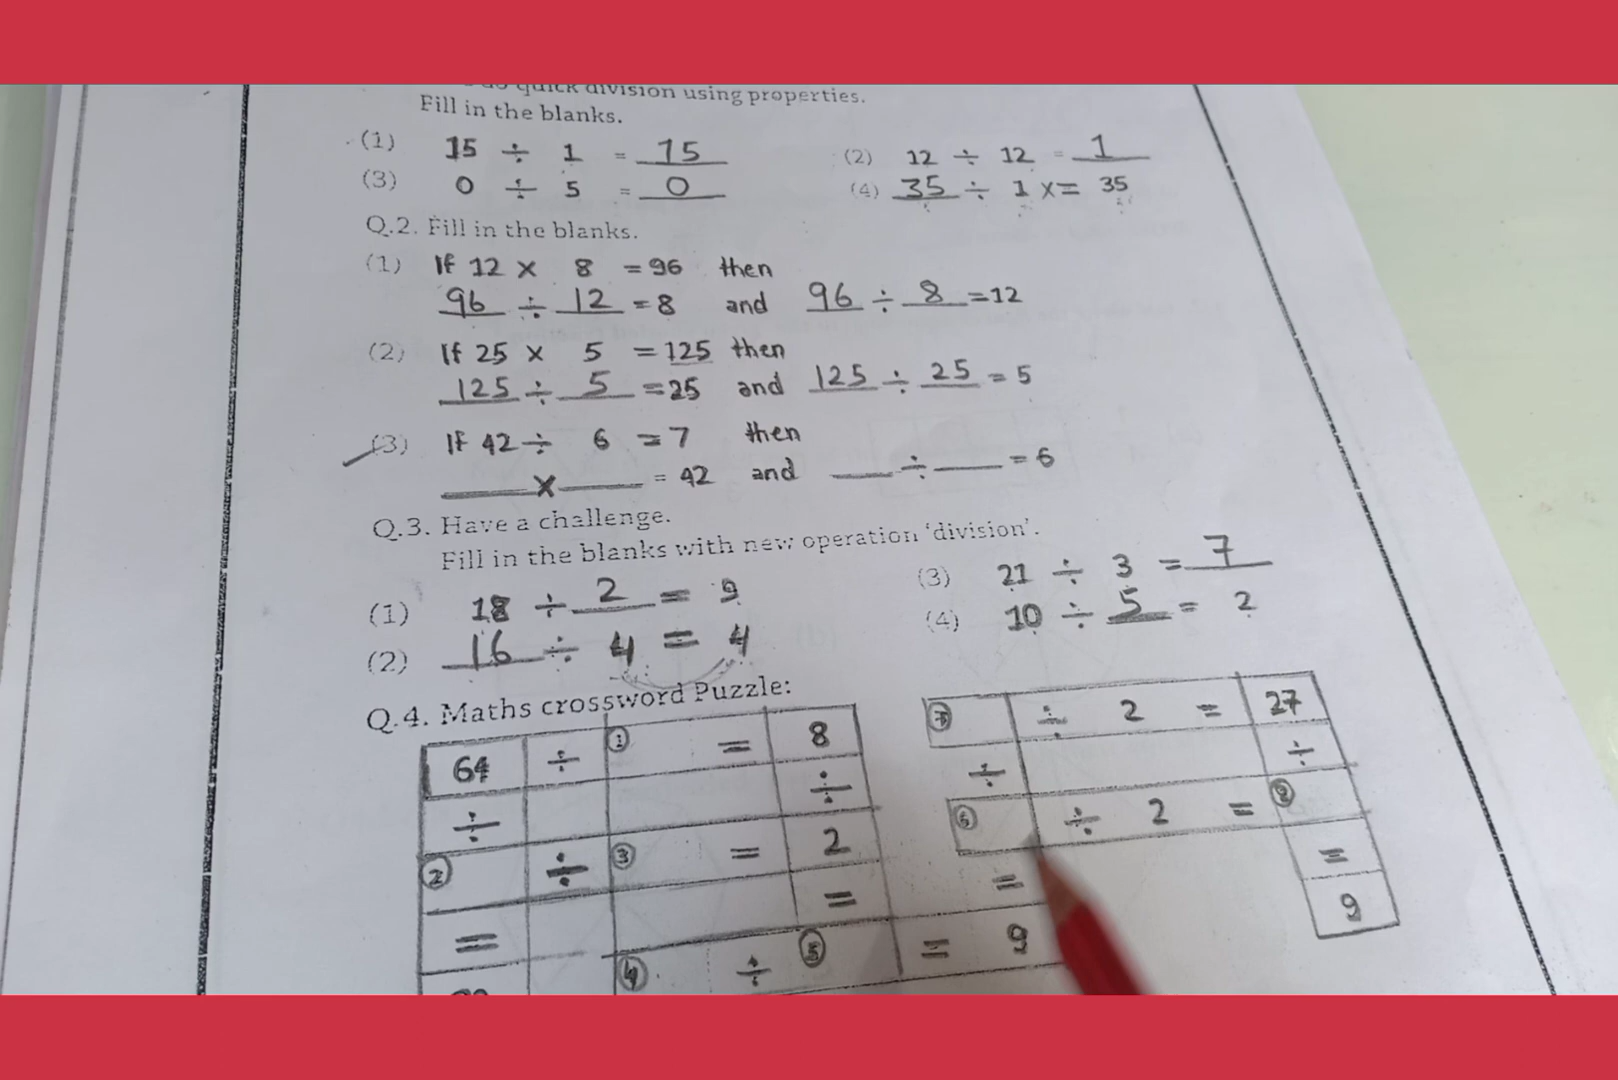 quick division using properties.
Fill in the blanks.
(1) 15 ÷ 1 = 15 (2) 12 ÷ 12 = 1
(3) 0 ÷ 5 = 0 (4) 35 ÷ 1 x= 35
Q.2. Fill in the blanks.
(1) If 12 x 8 = 96 then
96 ÷ 12 = 8 and 96 ÷ 8 = 12
(2) If 25 x 5 = 125 then
125 ÷ 5 = 25 and 125 ÷ 25 = 5
(3) If 42 ÷ 6 = 7 then
____ x ____ = 42 and ____ ÷ ____ = 6
Q.3. Have a challenge.
Fill in the blanks with new operation 'division'.
(1) 18 ÷ 2 = 9 (3) 21 ÷ 3 = 7
(2) 16 ÷ 4 = 4 (4) 10 ÷ 5 = 2
Q.4. Maths crossword Puzzle:
64 ÷ ① = 8
÷ ÷
② ÷ ③ = 2
= =
④ ÷ ⑤ = 9
⑦ ÷ 2 = 27
÷ ÷
⑥ ÷ 2 = ⑧
= =
9